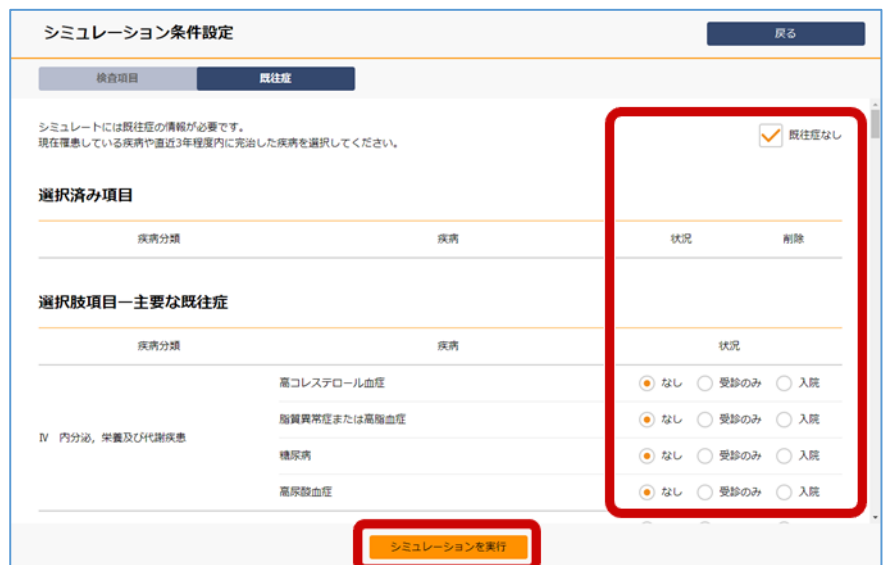 シミュレーション条件設定
戻る
検査項目
既往症
シミュレートには既往症の情報が必要です。
現在罹患している疾病や直近3年程度内に完治した疾病を選択してください。
既往症なし
選択済み項目
疾病分類 疾病 状況 削除
選択肢項目ー主要な既往症
疾病分類 疾病 状況
高コレステロール血症 なし 受診のみ 入院
脂質異常症または高脂血症 なし 受診のみ 入院
Ⅳ 内分泌，栄養及び代謝疾患
糖尿病 なし 受診のみ 入院
高尿酸血症 なし 受診のみ 入院
シミュレーションを実行